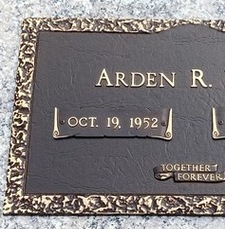 ARDEN R.
OCT. 19, 1952
TOGETHER
FOREVER